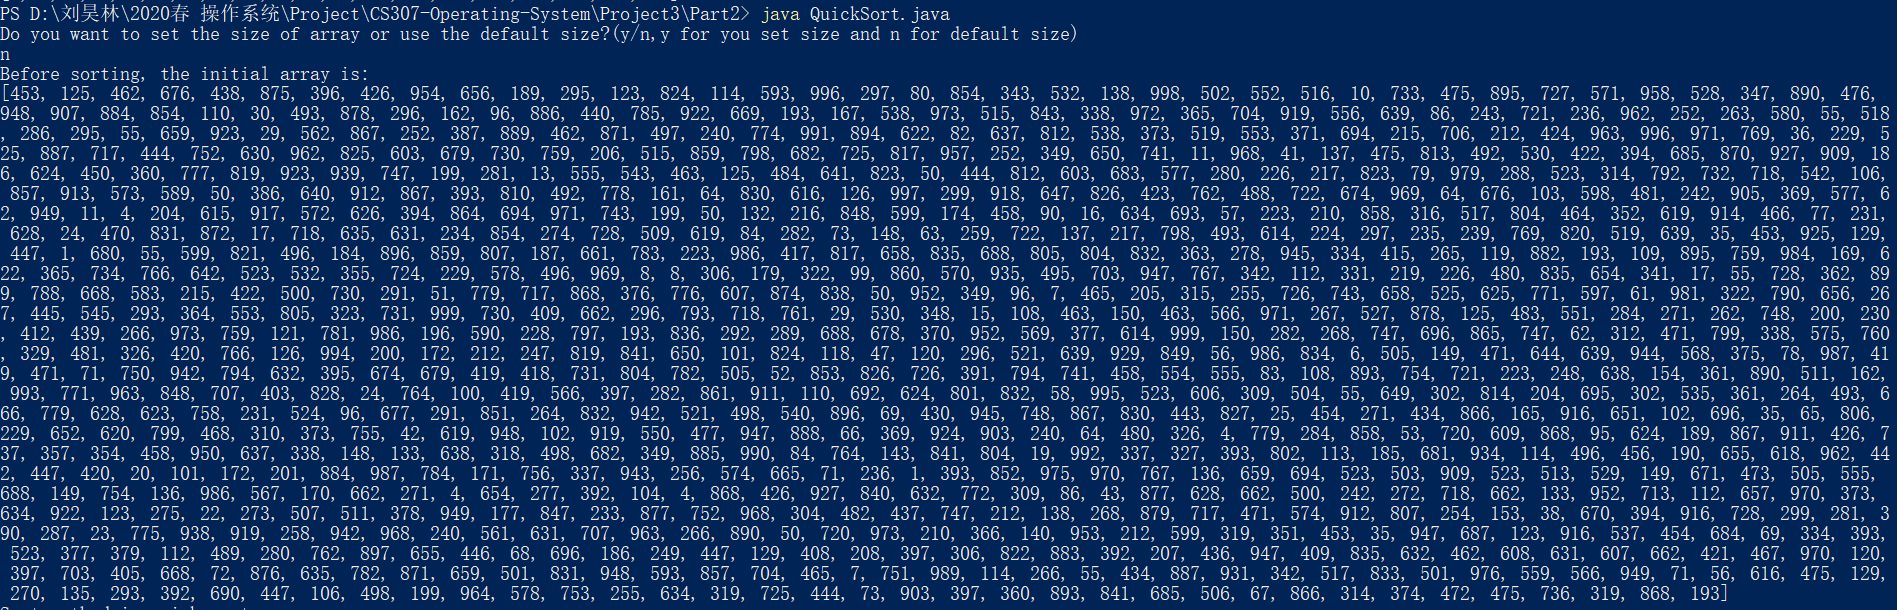 PS D:\刘昊林\2020春 操作系统\Project\CS307-Operating-System\Project3\Part2> java QuickSort.java
Do you want to set the size of array or use the default size?(y/n,y for you set size and n for default size)
n
Before sorting, the initial array is:
[453, 125, 462, 676, 438, 875, 396, 426, 954, 656, 189, 295, 123, 824, 114, 593, 996, 297, 80, 854, 343, 532, 138, 998, 502, 552, 516, 10, 733, 475, 895, 727, 571, 958, 528, 347, 890, 476,
948, 907, 884, 854, 110, 30, 493, 878, 296, 162, 96, 886, 440, 785, 922, 669, 193, 167, 538, 973, 515, 843, 338, 972, 365, 704, 919, 556, 639, 86, 243, 721, 236, 962, 252, 263, 580, 55, 518
, 286, 295, 55, 659, 923, 29, 562, 867, 252, 387, 889, 462, 871, 497, 240, 774, 991, 894, 622, 82, 637, 812, 538, 373, 519, 553, 371, 694, 215, 706, 212, 424, 963, 996, 971, 769, 36, 229, 5
25, 887, 717, 444, 752, 630, 962, 825, 603, 679, 730, 759, 206, 515, 859, 798, 682, 725, 817, 957, 252, 349, 650, 741, 11, 968, 41, 137, 475, 813, 492, 530, 422, 394, 685, 870, 927, 909, 18
6, 624, 450, 360, 777, 819, 923, 939, 747, 199, 281, 13, 555, 543, 463, 125, 484, 641, 823, 50, 444, 812, 603, 683, 577, 280, 226, 217, 823, 79, 979, 288, 523, 314, 792, 732, 718, 542, 106,
 857, 913, 573, 589, 50, 386, 640, 912, 867, 393, 810, 492, 778, 161, 64, 830, 616, 126, 997, 299, 918, 647, 826, 423, 762, 488, 722, 674, 969, 64, 676, 103, 598, 481, 242, 905, 369, 577, 6
2, 949, 11, 4, 204, 615, 917, 572, 626, 394, 864, 694, 971, 743, 199, 50, 132, 216, 848, 599, 174, 458, 90, 16, 634, 693, 57, 223, 210, 858, 316, 517, 804, 464, 352, 619, 914, 466, 77, 231,
 628, 24, 470, 831, 872, 17, 718, 635, 631, 234, 854, 274, 728, 509, 619, 84, 282, 73, 148, 63, 259, 722, 137, 217, 798, 493, 614, 224, 297, 235, 239, 769, 820, 519, 639, 35, 453, 925, 129,
 447, 1, 680, 55, 599, 821, 496, 184, 896, 859, 807, 187, 661, 783, 223, 986, 417, 817, 658, 835, 688, 805, 804, 832, 363, 278, 945, 334, 415, 265, 119, 882, 193, 109, 895, 759, 984, 169, 6
22, 365, 734, 766, 642, 523, 532, 355, 724, 229, 578, 496, 969, 8, 8, 306, 179, 322, 99, 860, 570, 935, 495, 703, 947, 767, 342, 112, 331, 219, 226, 480, 835, 654, 341, 17, 55, 728, 362, 89
9, 788, 668, 583, 215, 422, 500, 730, 291, 51, 779, 717, 868, 376, 776, 607, 874, 838, 50, 952, 349, 96, 7, 465, 205, 315, 255, 726, 743, 658, 525, 625, 771, 597, 61, 981, 322, 790, 656, 26
7, 445, 545, 293, 364, 553, 805, 323, 731, 999, 730, 409, 662, 296, 793, 718, 761, 29, 530, 348, 15, 108, 463, 150, 463, 566, 971, 267, 527, 878, 125, 483, 551, 284, 271, 262, 748, 200, 230
, 412, 439, 266, 973, 759, 121, 781, 986, 196, 590, 228, 797, 193, 836, 292, 289, 688, 678, 370, 952, 569, 377, 614, 999, 150, 282, 268, 747, 696, 865, 747, 62, 312, 471, 799, 338, 575, 760
, 329, 481, 326, 420, 766, 126, 994, 200, 172, 212, 247, 819, 841, 650, 101, 824, 118, 47, 120, 296, 521, 639, 929, 849, 56, 986, 834, 6, 505, 149, 471, 644, 639, 944, 568, 375, 78, 987, 41
9, 471, 71, 750, 942, 794, 632, 395, 674, 679, 419, 418, 731, 804, 782, 505, 52, 853, 826, 726, 391, 794, 741, 458, 554, 555, 83, 108, 893, 754, 721, 223, 248, 638, 154, 361, 890, 511, 162,
 993, 771, 963, 848, 707, 403, 828, 24, 764, 100, 419, 566, 397, 282, 861, 911, 110, 692, 624, 801, 832, 58, 995, 523, 606, 309, 504, 55, 649, 302, 814, 204, 695, 302, 535, 361, 264, 493, 6
66, 779, 628, 623, 758, 231, 524, 96, 677, 291, 851, 264, 832, 942, 521, 498, 540, 896, 69, 430, 945, 748, 867, 830, 443, 827, 25, 454, 271, 434, 866, 165, 916, 651, 102, 696, 35, 65, 806,
229, 652, 620, 799, 468, 310, 373, 755, 42, 619, 948, 102, 919, 550, 477, 947, 888, 66, 369, 924, 903, 240, 64, 480, 326, 4, 779, 284, 858, 53, 720, 609, 868, 95, 624, 189, 867, 911, 426, 7
37, 357, 354, 458, 950, 637, 338, 148, 133, 638, 318, 498, 682, 349, 885, 990, 84, 764, 143, 841, 804, 19, 992, 337, 327, 393, 802, 113, 185, 681, 934, 114, 496, 456, 190, 655, 618, 962, 44
2, 447, 420, 20, 101, 172, 201, 884, 987, 784, 171, 756, 337, 943, 256, 574, 665, 71, 236, 1, 393, 852, 975, 970, 767, 136, 659, 694, 523, 503, 909, 523, 513, 529, 149, 671, 473, 505, 555,
688, 149, 754, 136, 986, 567, 170, 662, 271, 4, 654, 277, 392, 104, 4, 868, 426, 927, 840, 632, 772, 309, 86, 43, 877, 628, 662, 500, 242, 272, 718, 662, 133, 952, 713, 112, 657, 970, 373,
634, 922, 123, 275, 22, 273, 507, 511, 378, 949, 177, 847, 233, 877, 752, 968, 304, 482, 437, 747, 212, 138, 268, 879, 717, 471, 574, 912, 807, 254, 153, 38, 670, 394, 916, 728, 299, 281, 3
90, 287, 23, 775, 938, 919, 258, 942, 968, 240, 561, 631, 707, 963, 266, 890, 50, 720, 973, 210, 366, 140, 953, 212, 599, 319, 351, 453, 35, 947, 687, 123, 916, 537, 454, 684, 69, 334, 393,
 523, 377, 379, 112, 489, 280, 762, 897, 655, 446, 68, 696, 186, 249, 447, 129, 408, 208, 397, 306, 822, 883, 392, 207, 436, 947, 409, 835, 632, 462, 608, 631, 607, 662, 421, 467, 970, 120,
 397, 703, 405, 668, 72, 876, 635, 782, 871, 659, 501, 831, 948, 593, 857, 704, 465, 7, 751, 989, 114, 266, 55, 434, 887, 931, 342, 517, 833, 501, 976, 559, 566, 949, 71, 56, 616, 475, 129,
 270, 135, 293, 392, 690, 447, 106, 498, 199, 964, 578, 753, 255, 634, 319, 725, 444, 73, 903, 397, 360, 893, 841, 685, 506, 67, 866, 314, 374, 472, 475, 736, 319, 868, 193]